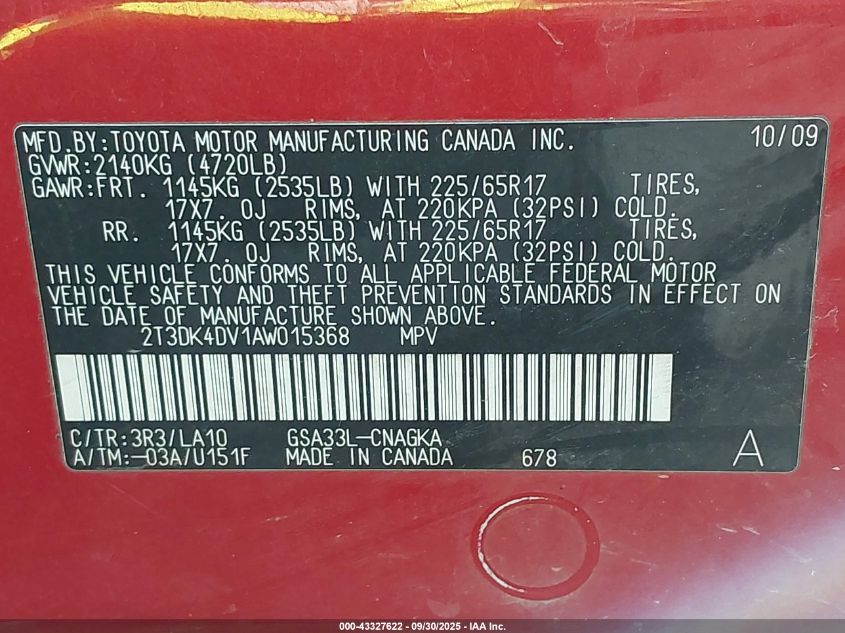 MFD.BY:TOYOTA MOTOR MANUFACTURING CANADA INC. 10/09
GVWR:2140KG (4720LB)
GAWR:FRT. 1145KG (2535LB) WITH 225/65R17 TIRES,
17X7.0J RIMS, AT 220KPA (32PSI) COLD.
RR. 1145KG (2535LB) WITH 225/65R17 TIRES,
17X7.0J RIMS, AT 220KPA (32PSI) COLD.
THIS VEHICLE CONFORMS TO ALL APPLICABLE FEDERAL MOTOR
VEHICLE SAFETY AND THEFT PREVENTION STANDARDS IN EFFECT ON
THE DATE OF MANUFACTURE SHOWN ABOVE.
2T3DK4DV1AW015368 MPV
C/TR:3R3/LA10 GSA33L-CNAGKA
A/TM:-03A/U151F MADE IN CANADA 678 A
000-43327622 - 09/30/2025 - IAA Inc.